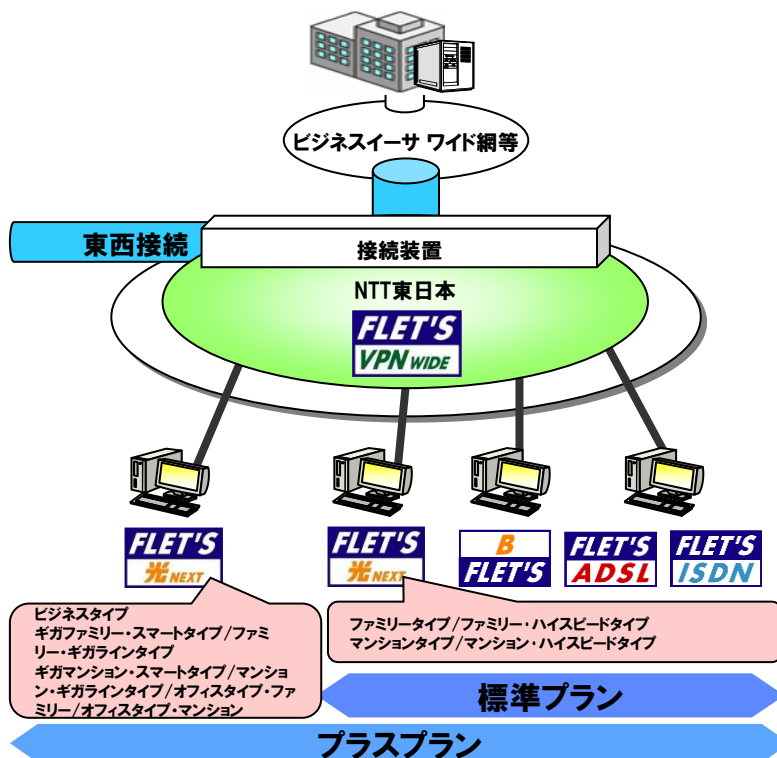 ビジネスイーサ ワイド網等
東西接続
接続装置
NTT東日本
FLET'S
VPN WIDE
FLET'S
光 NEXT
FLET'S
光 NEXT
B
FLET'S
FLET'S
ADSL
FLET'S
ISDN
ビジネスタイプ
ギガファミリー・スマートタイプ/ファミ
リー・ギガラインタイプ
ギガマンション・スマートタイプ/マンショ
ン・ギガラインタイプ/オフィスタイプ・ファ
ミリー/オフィスタイプ・マンション
ファミリータイプ/ファミリー・ハイスピードタイプ
マンションタイプ/マンション・ハイスピードタイプ
標準プラン
プラスプラン